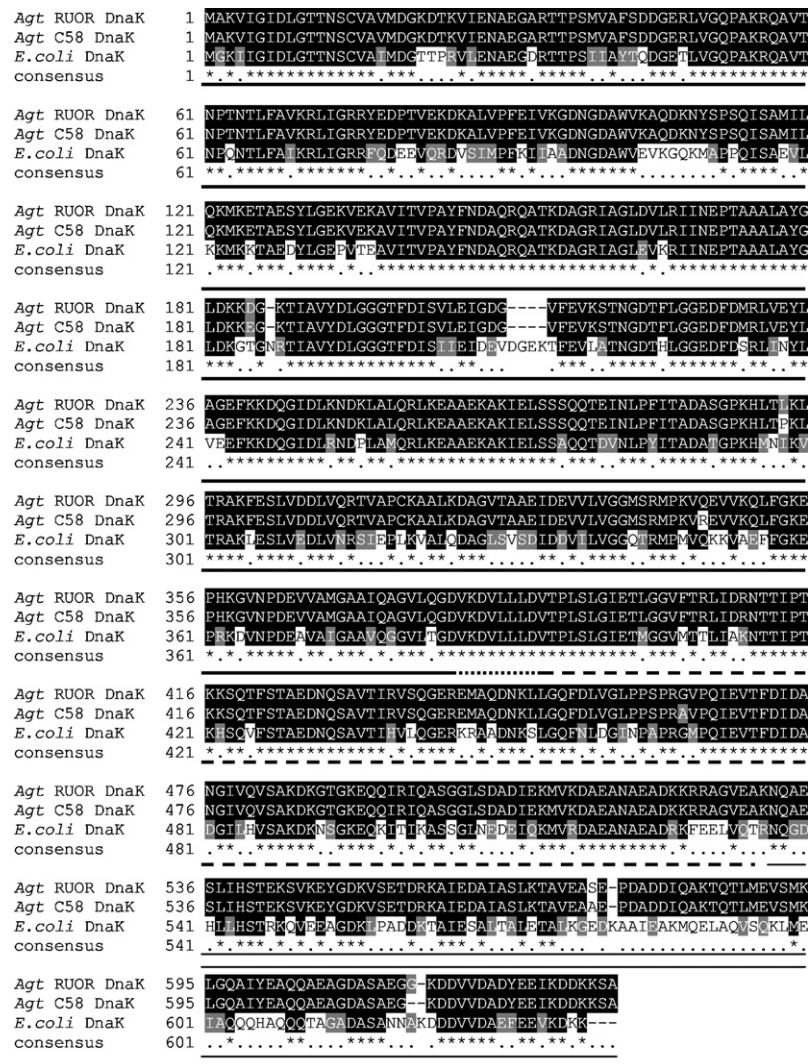 Agt RUOR DnaK 1 MAKVIGIDLGTTNSCVAVMDGKDTKVIENAEGARTTPSMVAFSDDGERLVGQPAKRQAVT
Agt C58 DnaK 1 MAKVIGIDLGTTNSCVAVMDGKDTKVIENAEGARTTPSMVAFSDDGERLVGQPAKRQAVT
E.coli DnaK 1 MGKIIGIDLGTTNSCVAIMDGTTPRVLENAEGDRTTPSIIAYTQDGETLVGQPAKRQAVT
consensus 1 *.*.*************.***....*.*****.*****..*...***.************
Agt RUOR DnaK 61 NPTNTLFAVKRLIGRRYEDPTVEKDKALVPFEIVKGDNGDAWVKAQDKNYSPSQISAMIL
Agt C58 DnaK 61 NPTNTLFAVKRLIGRRYEDPTVEKDKALVPFEIVKGDNGDAWVKAQDKNYSPSQISAMIL
E.coli DnaK 61 NPQNTLFAIKRLIGRRFQDEEVQRDVSIMPFKIIAADNGDAWVEVKGQKMAPPQISAEVL
consensus 61 **.*****.*******..*..*..*....**.*...*******........*.****..*
Agt RUOR DnaK 121 QKMKETAESYLGEKVEKAVITVPAYFNDAQRQATKDAGRIAGLDVLRIINEPTAAALAYG
Agt C58 DnaK 121 QKMKETAESYLGEKVEKAVITVPAYFNDAQRQATKDAGRIAGLDVLRIINEPTAAALAYG
E.coli DnaK 121 KKMKKTAEDYLGEPVTEAVITVPAYFNDAQRQATKDAGRIAGLEVKRIINEPTAAALAYG
consensus 121 .***.***.****.*..**************************.*.**************
Agt RUOR DnaK 181 LDKKDG-KTIAVYDLGGGTFDISVLEIGDG----VFEVKSTNGDTFLGGEDFDMRLVEYL
Agt C58 DnaK 181 LDKKEG-KTIAVYDLGGGTFDISVLEIGDG----VFEVKSTNGDTFLGGEDFDMRLVEYL
E.coli DnaK 181 LDKGTGNRTIAVYDLGGGTFDISIIEIDEVDGEKTFEVLATNGDTHLGGEDFDSRLINYL
consensus 181 ***..*..***************..**........***..*****.*******.**..**
Agt RUOR DnaK 236 AGEFKKDQGIDLKNDKLALQRLKEAAEKAKIELSSSQQTEINLPFITADASGPKHLTIKL
Agt C58 DnaK 236 AGEFKKDQGIDLKNDKLALQRLKEAAEKAKIELSSSQQTEINLPFITADASGPKHLTPKL
E.coli DnaK 241 VEEFKKDQGIDLRNDPLAMQRLKEAAEKAKIELSSAQQTDVNLPYITADATGPKHMNIKV
consensus 241 ..**********.**.**.****************.***..***.*****.****...*.
Agt RUOR DnaK 296 TRAKFESLVDDLVQRTVAPCKAALKDAGVTAAEIDEVVLVGGMSRMPKVQEVVKQLFGKE
Agt C58 DnaK 296 TRAKFESLVDDLVQRTVAPCKAALKDAGVTAAEIDEVVLVGGMSRMPKVREVVKQLFGKE
E.coli DnaK 301 TRAKLESLVEDLVNRSIEPLKVALQDAGLSVSDIDDVILVGGQTRMPMVQKKVAEFFGKE
consensus 301 ****.****.***.*...*.*.**.***.....**.*.****..***.*...*...****
Agt RUOR DnaK 356 PHKGVNPDEVVAMGAAIQAGVLQGDVKDVLLLDVTPLSLGIETLGGVFTRLIDRNTTIPT
Agt C58 DnaK 356 PHKGVNPDEVVAMGAAIQAGVLQGDVKDVLLLDVTPLSLGIETLGGVFTRLIDRNTTIPT
E.coli DnaK 361 PRKDVNPDEAVAIGAAVQGGVLTGDVKDVLLLDVTPLSLGIETMGGVMTTLIAKNTTIPT
consensus 361 *.*.*****.**.***.*.***.********************.***.*.**..******
Agt RUOR DnaK 416 KKSQTFSTAEDNQSAVTIRVSQGEREMAQDNKLLGQFDLVGLPPSPRGVPQIEVTFDIDA
Agt C58 DnaK 416 KKSQTFSTAEDNQSAVTIRVSQGEREMAQDNKLLGQFDLVGLPPSPRAVPQIEVTFDIDA
E.coli DnaK 421 KHSQVFSTAEDNQSAVTIHVLQGERKRAADNKSLGQFNLDGINPAPRGMPQIEVTFDIDA
consensus 421 *.**.*************.*.****..*.***.****.*.*..*.**..***********
Agt RUOR DnaK 476 NGIVQVSAKDKGTGKEQQIRIQASGGLSDADIEKMVKDAEANAEADKKRRAGVEAKNQAE
Agt C58 DnaK 476 NGIVQVSAKDKGTGKEQQIRIQASGGLSDADIEKMVKDAEANAEADKKRRAGVEAKNQAE
E.coli DnaK 481 DGILHVSAKDKNSGKEQKITIKASSGLNEDEIQKMVRDAEANAEADRKFEELVQTRNQGD
consensus 481 .**..******..****.*.*.**.**....*.***.*********.*....*...**..
Agt RUOR DnaK 536 SLIHSTEKSVKEYGDKVSETDRKAIEDAIASLKTAVEASE-PDADDIQAKTQTLMEVSMK
Agt C58 DnaK 536 SLIHSTEKSVKEYGDKVSETDRKAIEDAIASLKTAVEAAE-PDADDIQAKTQTLMEVSMK
E.coli DnaK 541 HLLHSTRKQVEEAGDKLPADDKTAIESALTALETALKGEDKAAIEAKMQELAQVSQKLME
consensus 541 .*.***.*.*.*.***....*..***.*...*.**.......................*.
Agt RUOR DnaK 595 LGQAIYEAQQAEAGDASAEGG-KDDVVDADYEEIKDDKKSA
Agt C58 DnaK 595 LGQAIYEAQQAEAGDASAEG--KDDVVDADYEEIKDDKKSA
E.coli DnaK 601 IAQQQHAQQQTAGADASANNAKDDDVVDAEFEEVKDKK---
consensus 601 ..*.....**....****.....******..**.**.*...